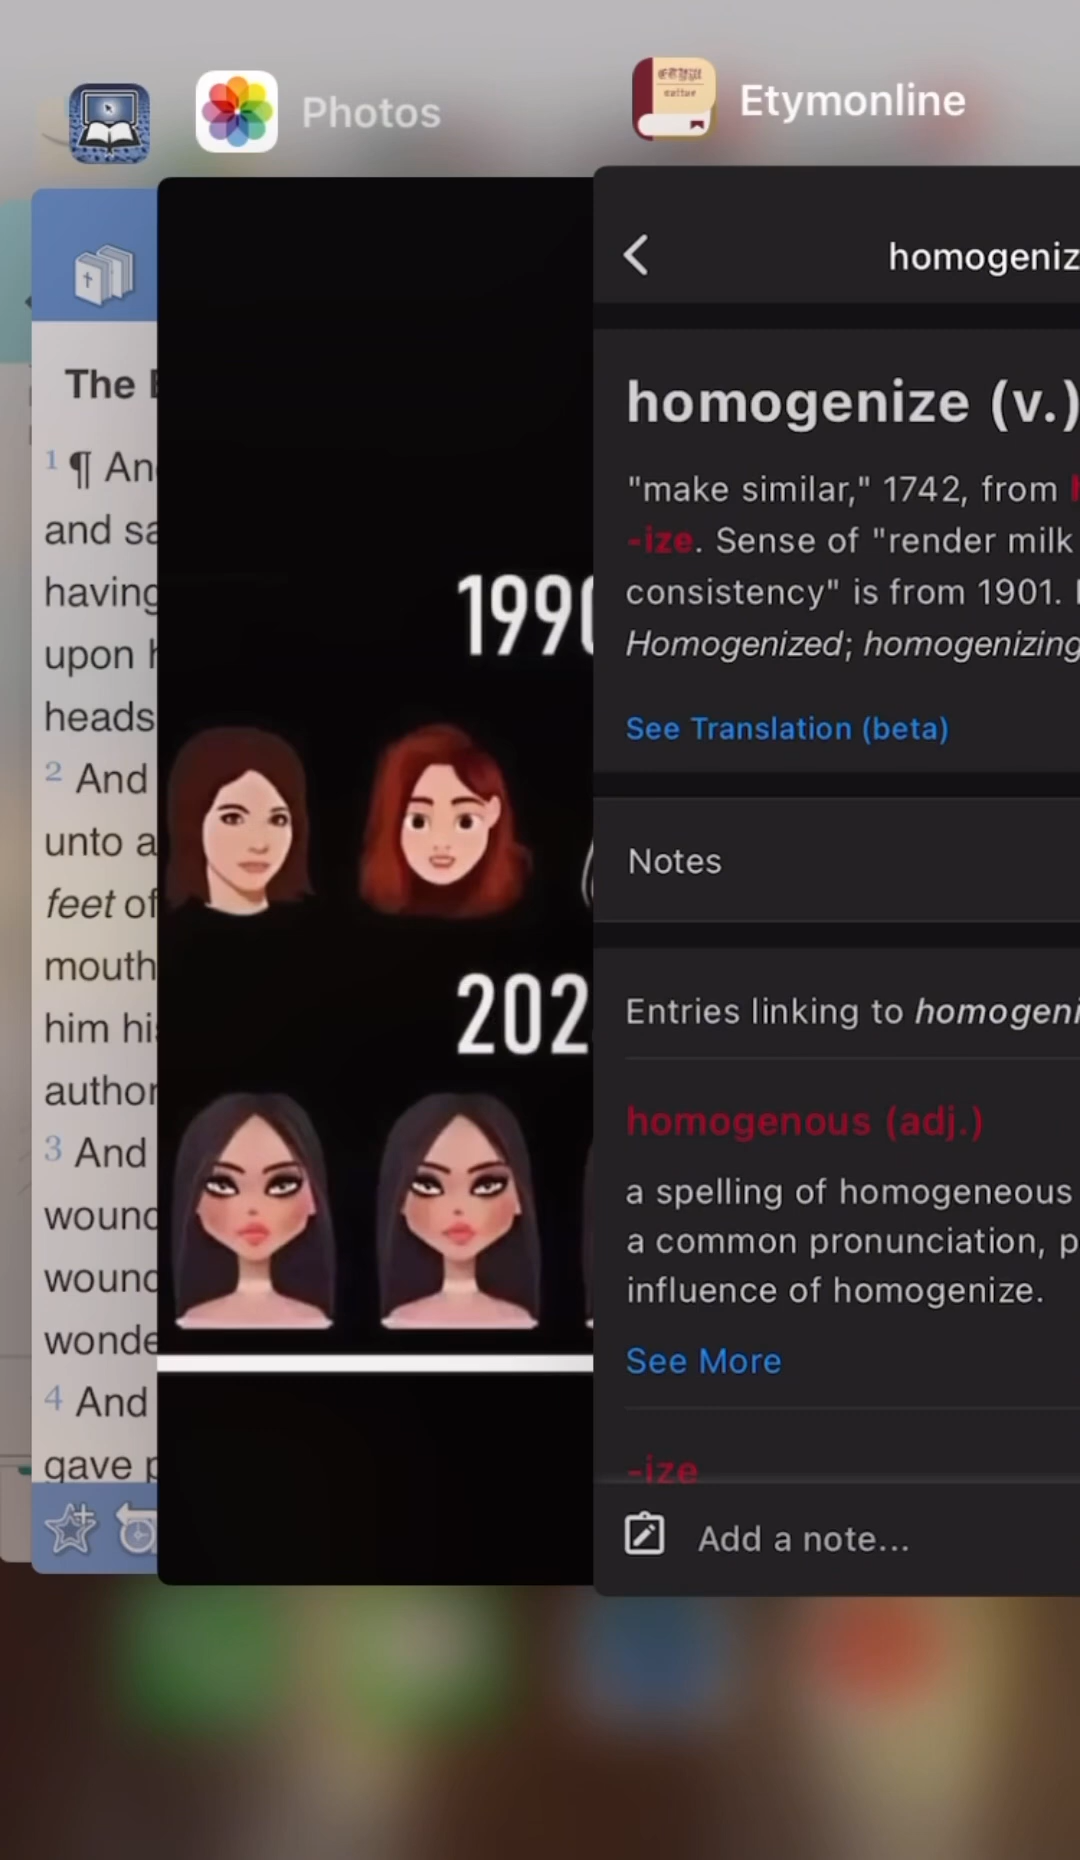 Photos
Etymonline
The
1 ¶ An
and sa
having
upon
heads
2 And
unto a
feet of
mouth
him his
author
3 And
wound
wound
wonde
4 And
gave p
1990
202
homogeniz
homogenize (v.)
"make similar," 1742, from
-ize. Sense of "render milk
consistency" is from 1901.
Homogenized; homogenizing
See Translation (beta)
Notes
Entries linking to homogeni
homogenous (adj.)
a spelling of homogeneous
a common pronunciation, p
influence of homogenize.
See More
-ize
Add a note...